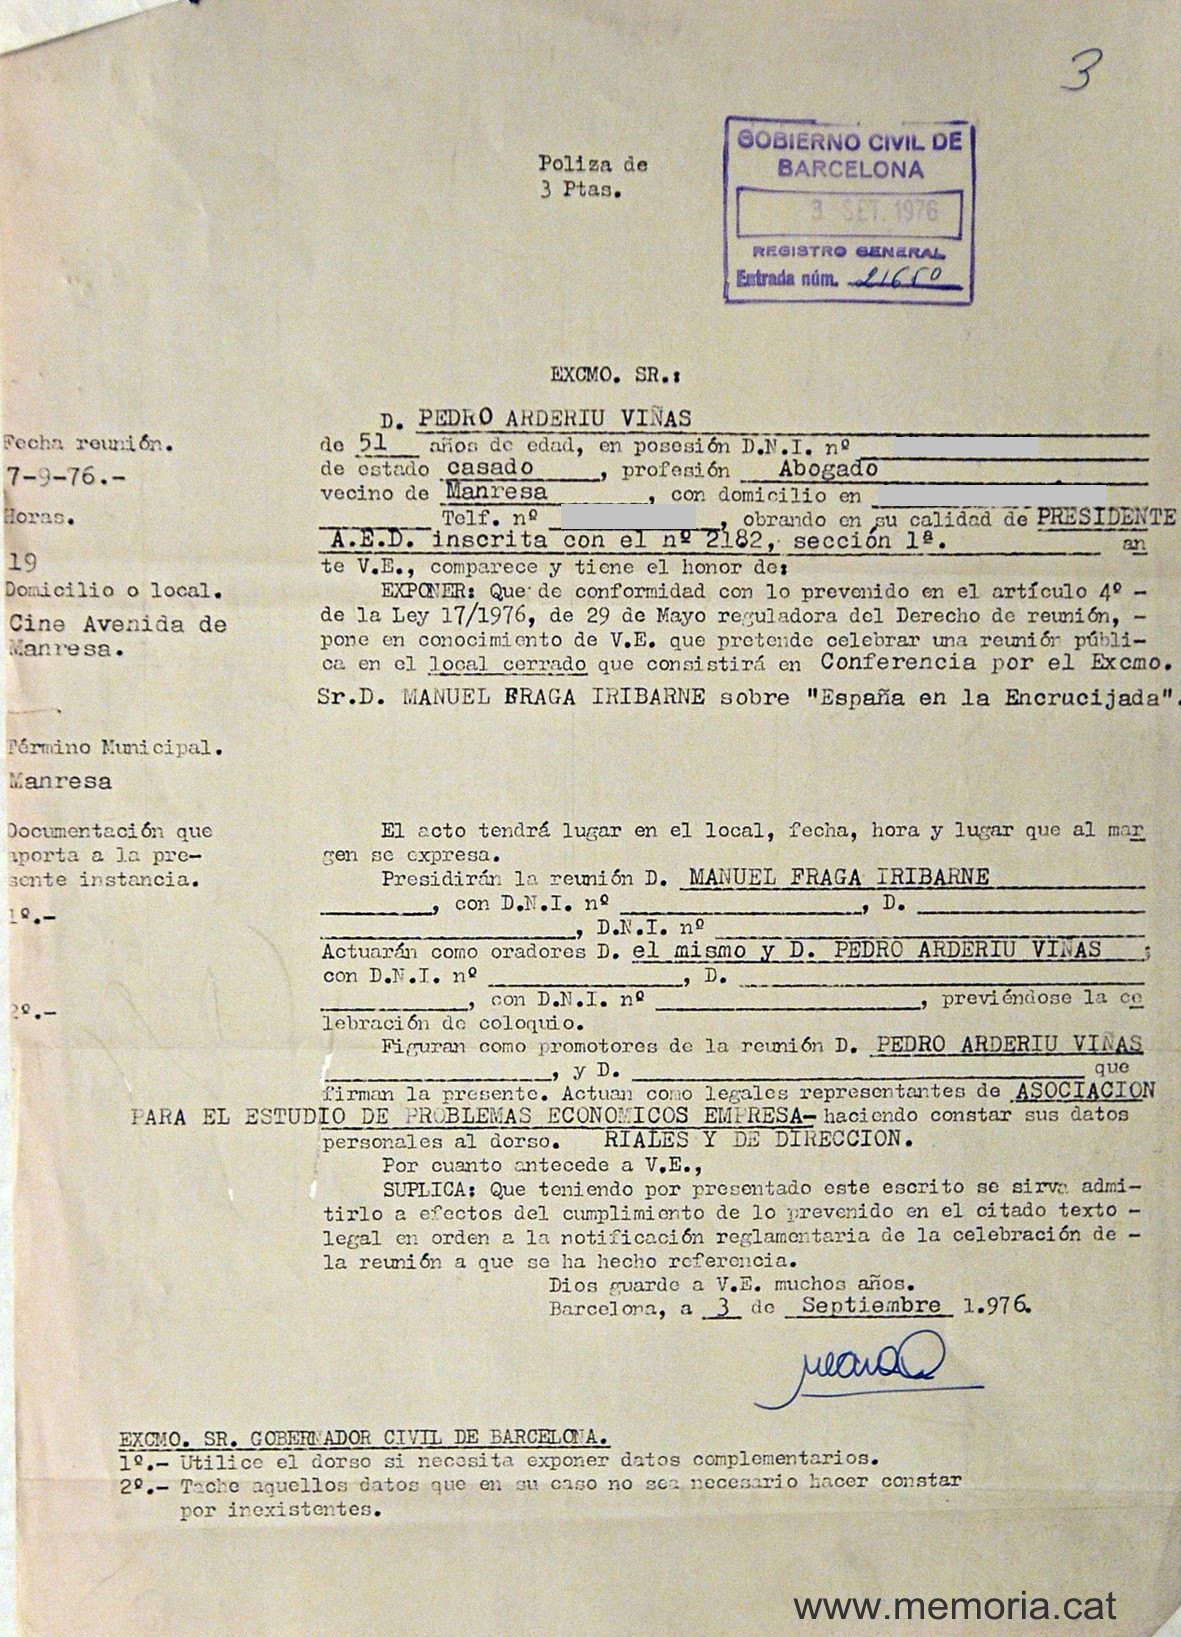 3
Poliza de
3 Ptas.
GOBIERNO CIVIL DE
BARCELONA
3 SET. 1976
REGISTRO GENERAL
Entrada núm. 21650
EXCMO. SR.:
D. PEDRO ARDERIU VIÑAS
de 51 años de edad, en posesión D.N.I. nº
de estado casado, profesión Abogado
vecino de Manresa, con domicilio en
Telf. nº , obrando en su calidad de PRESIDENTE
A.E.D. inscrita con el nº 2182, sección 1ª. an
te V.E., comparece y tiene el honor de:
EXPONER: Que de conformidad con lo prevenido en el artículo 4º -
de la Ley 17/1976, de 29 de Mayo reguladora del Derecho de reunión, -
pone en conocimiento de V.E. que pretende celebrar una reunión públi-
ca en el local cerrado que consistirá en Conferencia por el Excmo.
Sr.D. MANUEL FRAGA IRIBARNE sobre "España en la Encrucijada".
Fecha reunión.
7-9-76.-
Horas.
19
Domicilio o local.
Cine Avenida de
Manresa.
Término Municipal.
Manresa
Documentación que
aporta a la pre-
sente instancia.
1º.-
2º.-
El acto tendrá lugar en el local, fecha, hora y lugar que al mar
gen se expresa.
Presidirán la reunión D. MANUEL FRAGA IRIBARNE
, con D.N.I. nº , D.
, D.N.I. nº
Actuarán como oradores D. el mismo y D. PEDRO ARDERIU VIÑAS ;
con D.N.I. nº , D.
, con D.N.I. nº , previéndose la ce
lebración de coloquio.
Figuran como promotores de la reunión D. PEDRO ARDERIU VIÑAS
, y D. que
firman la presente. Actuan como legales representantes de ASOCIACION
PARA EL ESTUDIO DE PROBLEMAS ECONOMICOS EMPRESA- haciendo constar sus datos
personales al dorso. RIALES Y DE DIRECCION.
Por cuanto antecede a V.E.,
SUPLICA: Que teniendo por presentado este escrito se sirva admi-
tirlo a efectos del cumplimiento de lo prevenido en el citado texto -
legal en orden a la notificación reglamentaria de la celebración de -
la reunión a que se ha hecho referencia.
Dios guarde a V.E. muchos años.
Barcelona, a 3 de Septiembre 1.976.
EXCMO. SR. GOBERNADOR CIVIL DE BARCELONA.
1º.- Utilice el dorso si necesita exponer datos complementarios.
2º.- Tache aquellos datos que en su caso no sea necesario hacer constar
por inexistentes.
www.memoria.cat